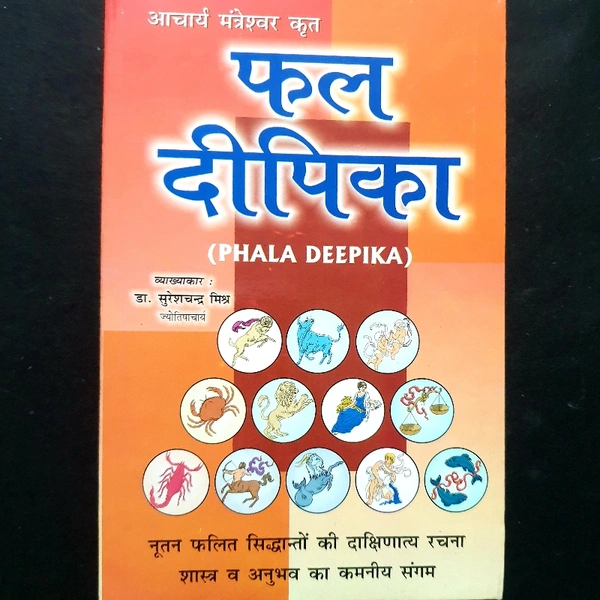 आचार्य मंत्रेश्वर कृत
फल
दीपिका
(PHALA DEEPIKA)
व्याख्याकार :
डा. सुरेशचन्द्र मिश्र
ज्योतिषाचार्य
नूतन फलित सिद्धान्तों की दाक्षिणात्य रचना
शास्त्र व अनुभव का कमनीय संगम